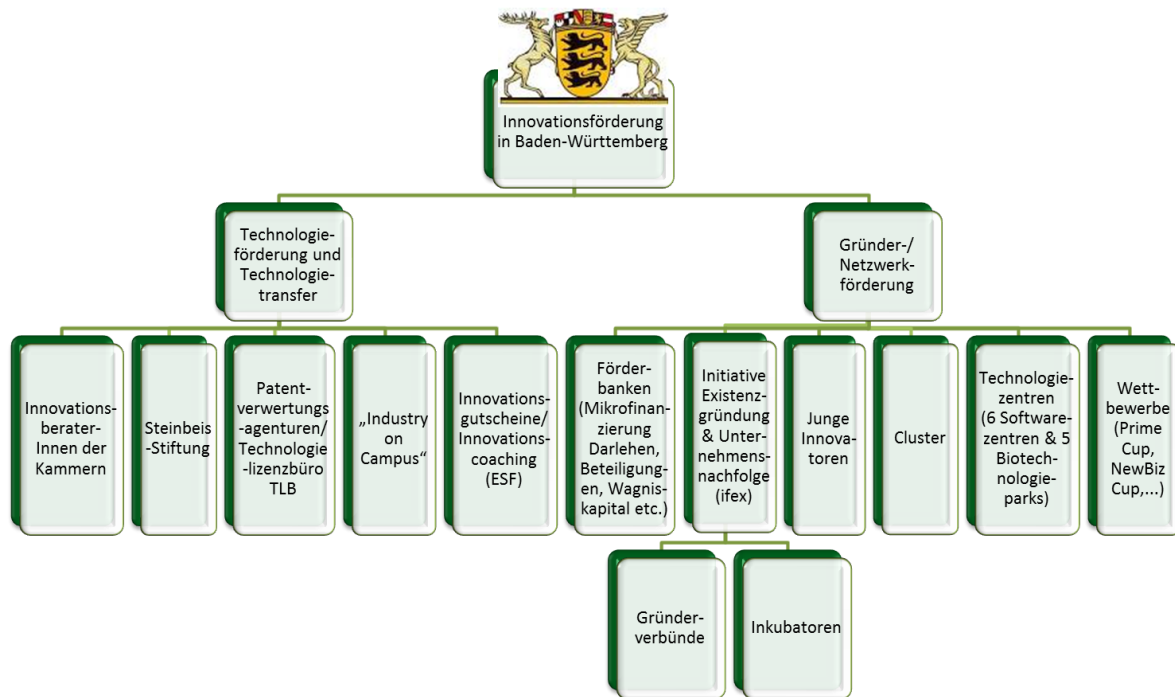 Innovationsförderung
in Baden-Württemberg
Technologie-
förderung und
Technologie-
transfer
Gründer-/
Netzwerk-
förderung
Innovations-
berater-
Innen der
Kammern
Steinbeis
-Stiftung
Patent-
verwertungs
-agenturen/
Technologie
-lizenzbüro
TLB
„Industry
on
Campus“
Innovations
gutscheine/
Innovations-
coaching
(ESF)
Förder-
banken
(Mikrofinan-
zierung
Darlehen,
Beteiligung-
en, Wagnis-
kapital etc.)
Initiative
Existenz-
gründung
& Unter-
nehmens-
nachfolge
(ifex)
Junge
Innova-
toren
Cluster
Technologie-
zentren
(6 Software-
zentren & 5
Biotech-
nologie-
parks)
Wett-
bewerbe
(Prime
Cup,
NewBiz
Cup,...)
Gründer-
verbünde
Inkubatoren